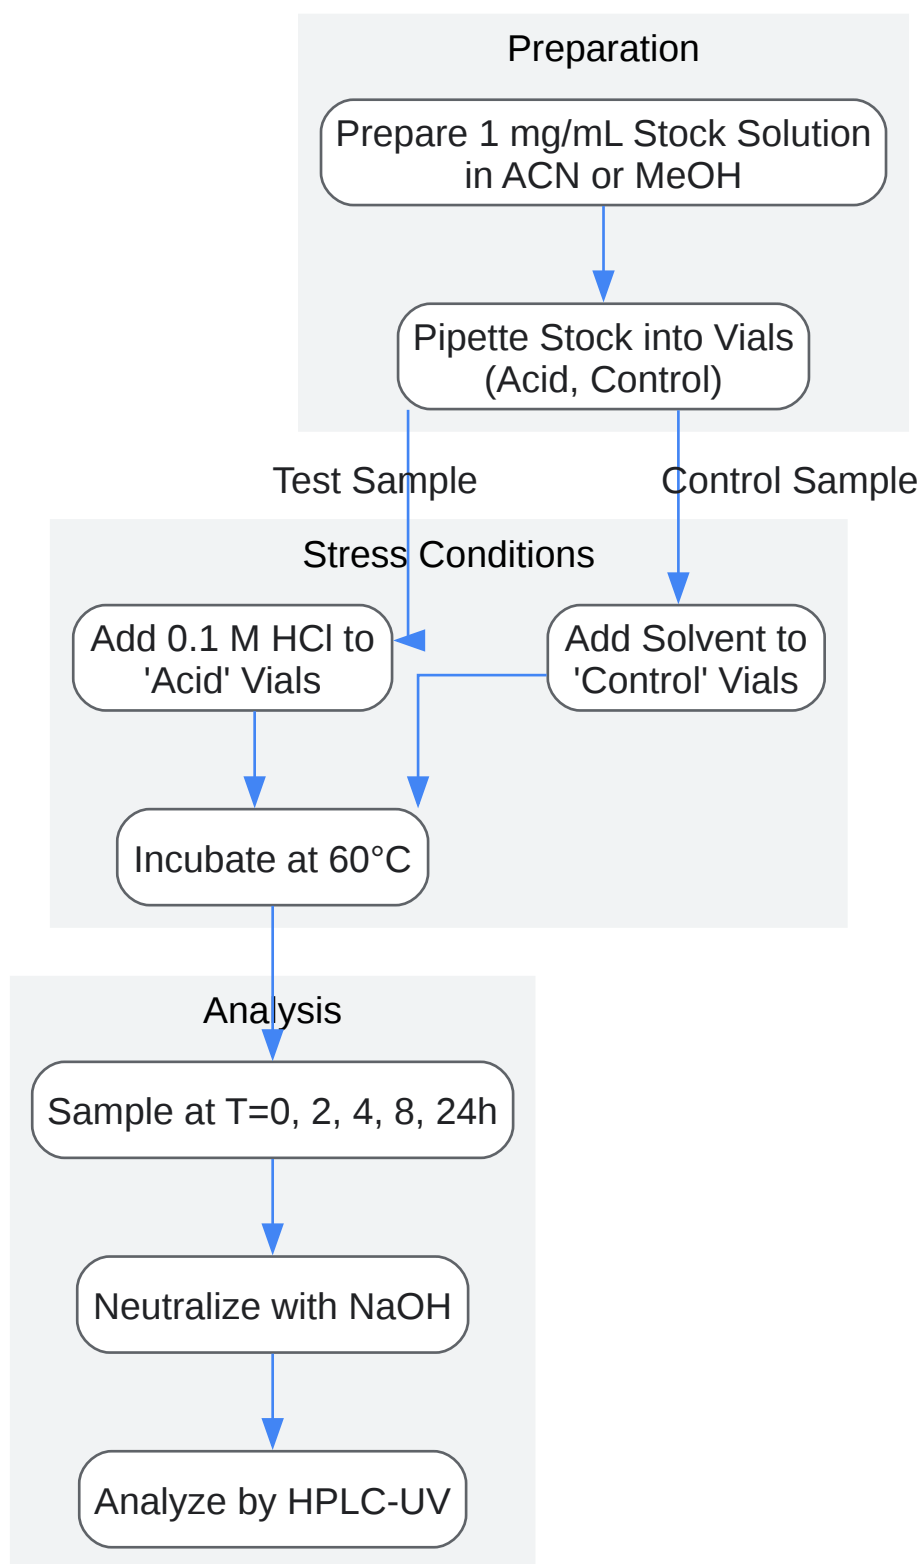 Preparation
Prepare 1 mg/mL Stock Solution
in ACN or MeOH
Pipette Stock into Vials
(Acid, Control)
Test Sample
Control Sample
Stress Conditions
Add 0.1 M HCl to
'Acid' Vials
Add Solvent to
'Control' Vials
Incubate at 60°C
Analysis
Sample at T=0, 2, 4, 8, 24h
Neutralize with NaOH
Analyze by HPLC-UV